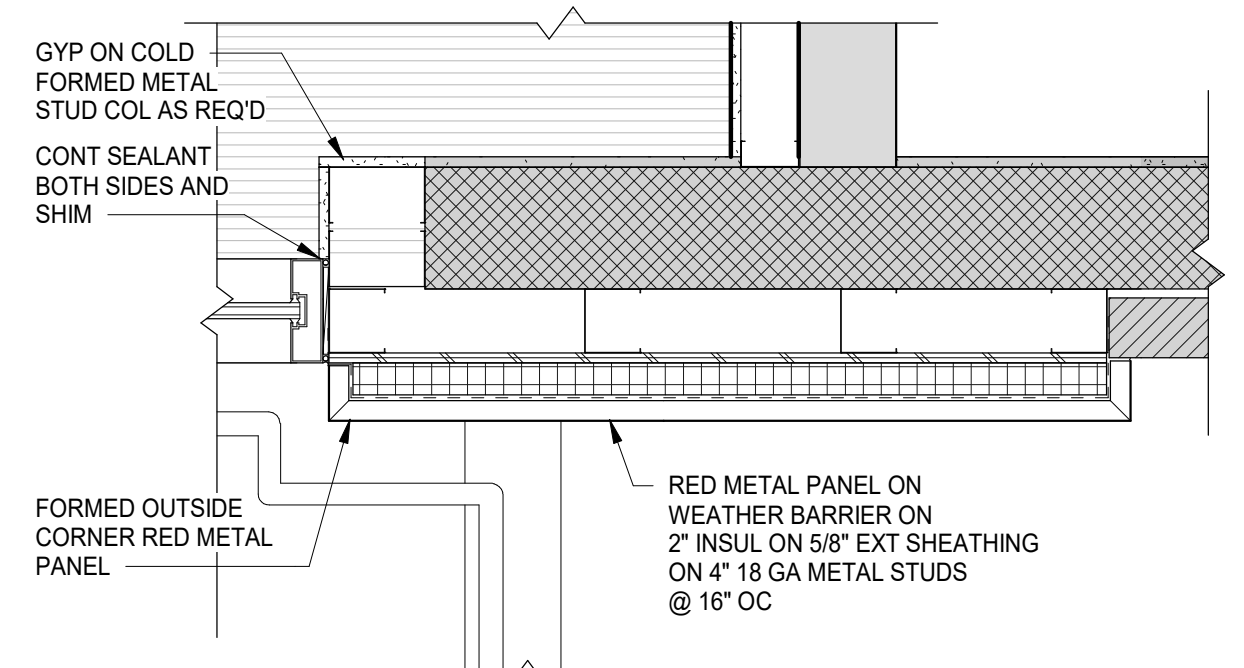 GYP ON COLD
FORMED METAL
STUD COL AS REQ'D
CONT SEALANT
BOTH SIDES AND
SHIM
FORMED OUTSIDE
CORNER RED METAL
PANEL
RED METAL PANEL ON
WEATHER BARRIER ON
2" INSUL ON 5/8" EXT SHEATHING
ON 4" 18 GA METAL STUDS
@ 16" OC